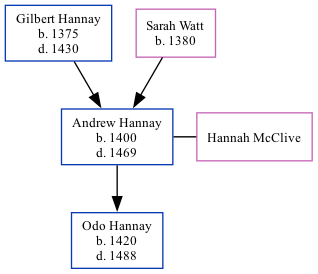 Gilbert Hannay
b. 1375
d. 1430
Sarah Watt
b. 1380
Andrew Hannay
b. 1400
d. 1469
Hannah McClive
Odo Hannay
b. 1420
d. 1488